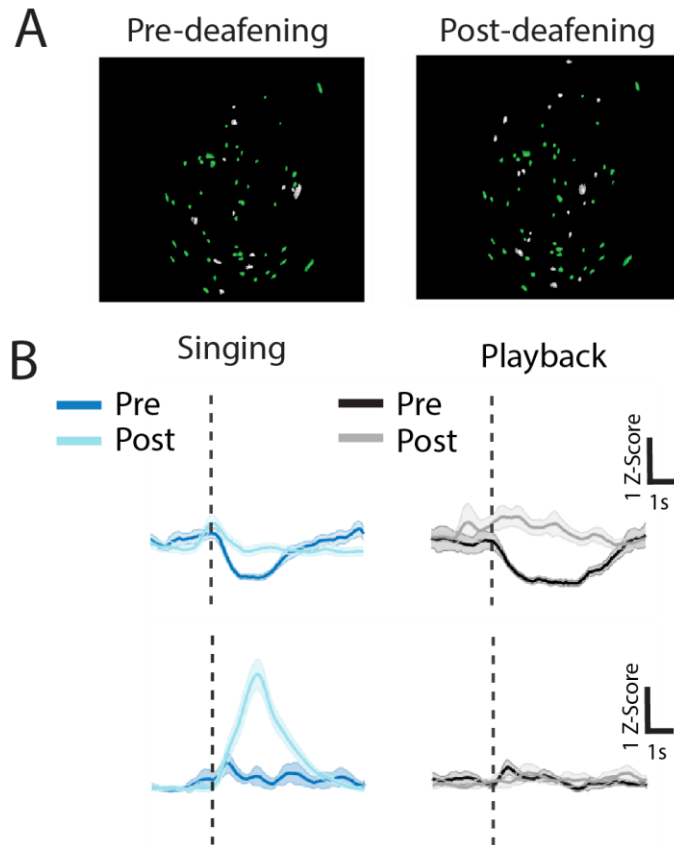 A
Pre-deafening
Post-deafening
B
Singing
Playback
Pre
Post
Pre
Post
1 Z-Score
1s
1 Z-Score
1s